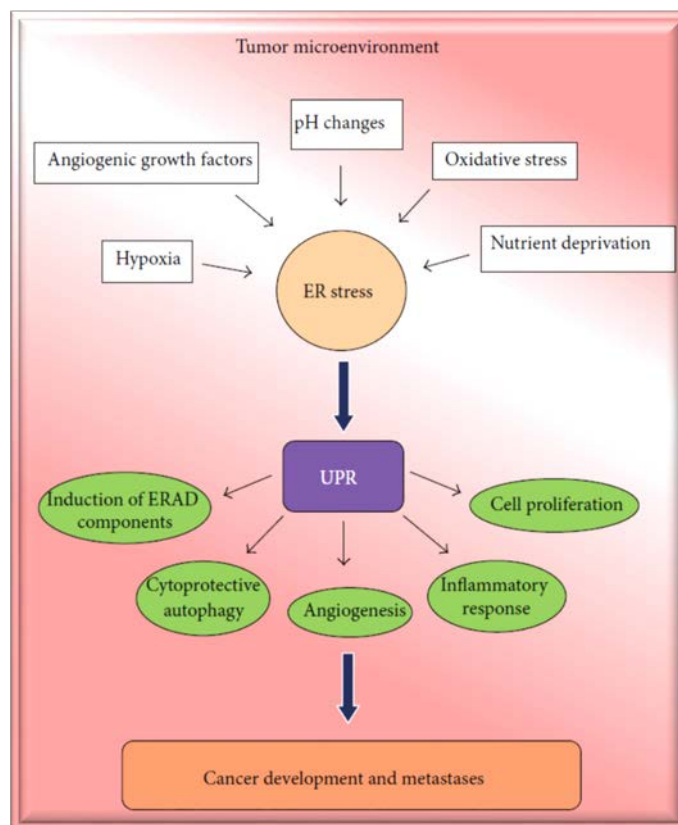 Tumor microenvironment
pH changes
Angiogenic growth factors
Oxidative stress
Hypoxia
Nutrient deprivation
ER stress
UPR
Induction of ERAD
components
Cell proliferation
Cytoprotective
autophagy
Angiogenesis
Inflammatory
response
Cancer development and metastases